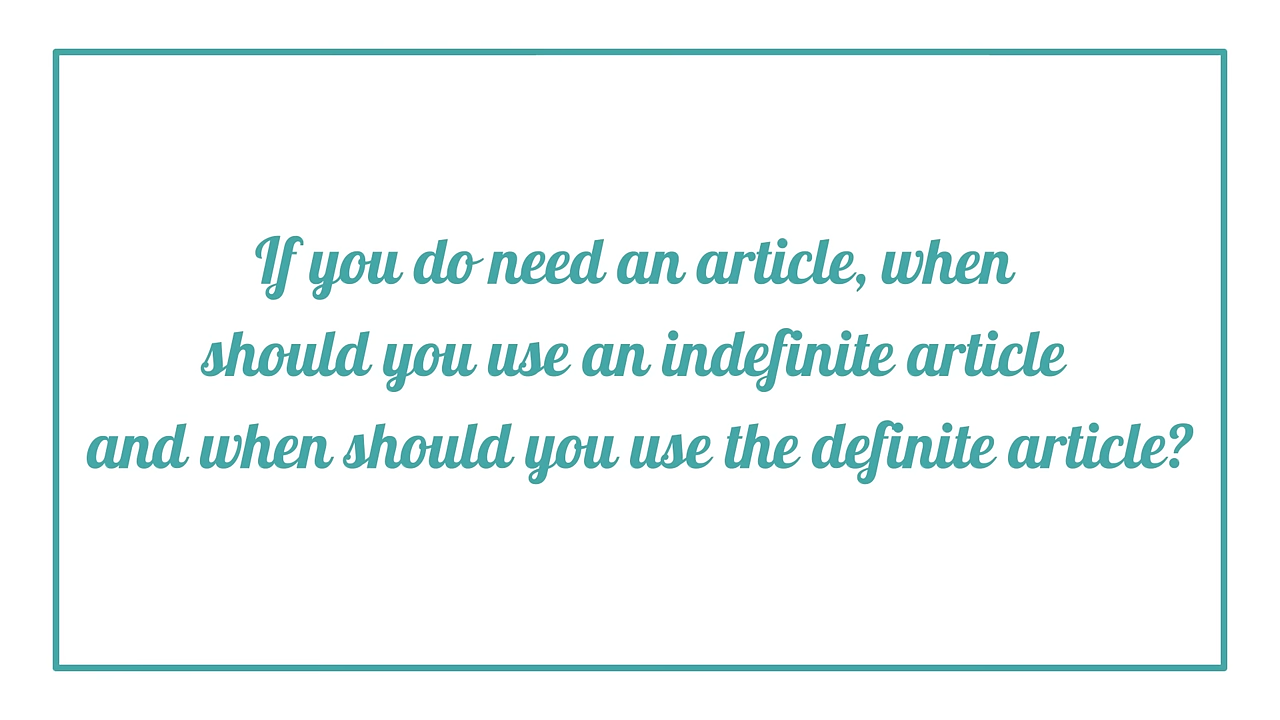 If you do need an article, when
should you use an indefinite article
and when should you use the definite article?